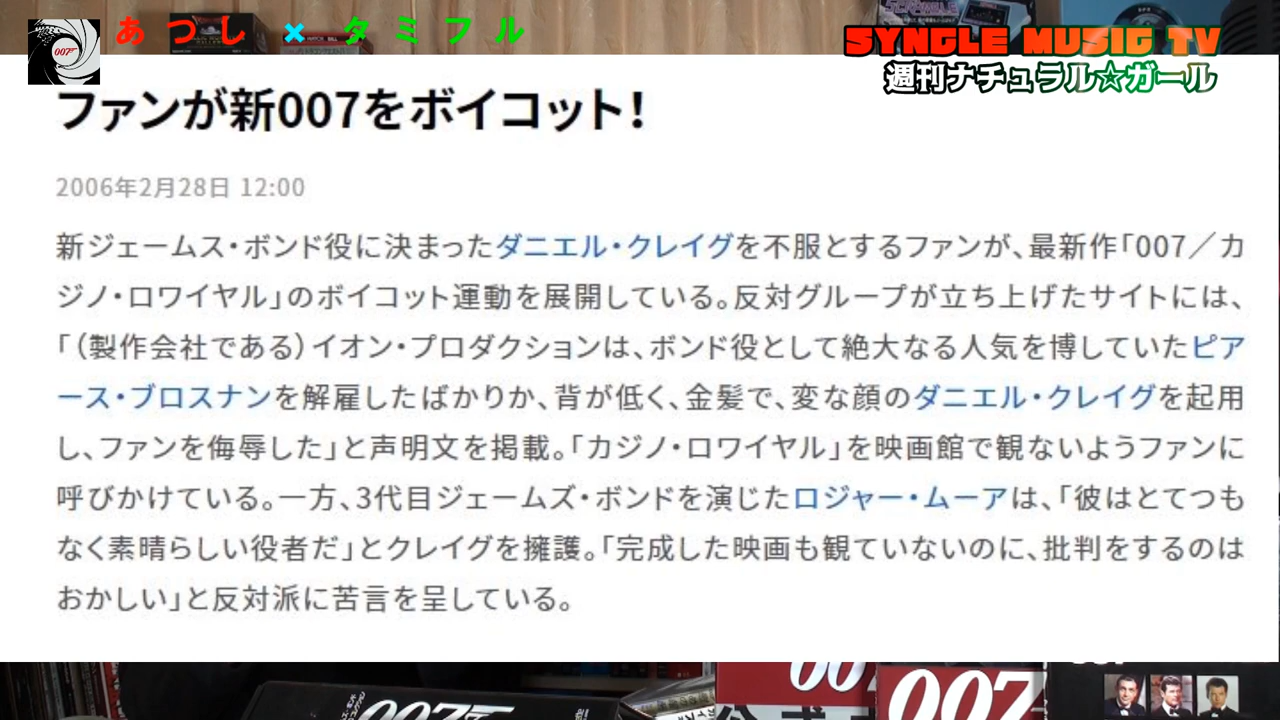 あつし×タミフル
SYNGLE MUSIC TV
週刊ナチュラル☆ガール
007
ファンが新007をボイコット!
2006年2月28日 12:00
新ジェームス・ボンド役に決まったダニエル・クレイグを不服とするファンが、最新作「007/カ
ジノ・ロワイヤル」のボイコット運動を展開している。反対グループが立ち上げたサイトには、
「(製作会社である)イオン・プロダクションは、ボンド役として絶大なる人気を博していたピア
ース・ブロスナンを解雇したばかりか、背が低く、金髪で、変な顔のダニエル・クレイグを起用
し、ファンを侮辱した」と声明文を掲載。「カジノ・ロワイヤル」を映画館で観ないようファンに
呼びかけている。一方、3代目ジェームズ・ボンドを演じたロジャー・ムーアは、「彼はとてつも
なく素晴らしい役者だ」とクレイグを擁護。「完成した映画も観ていないのに、批判をするのは
おかしい」と反対派に苦言を呈している。
007
007
007